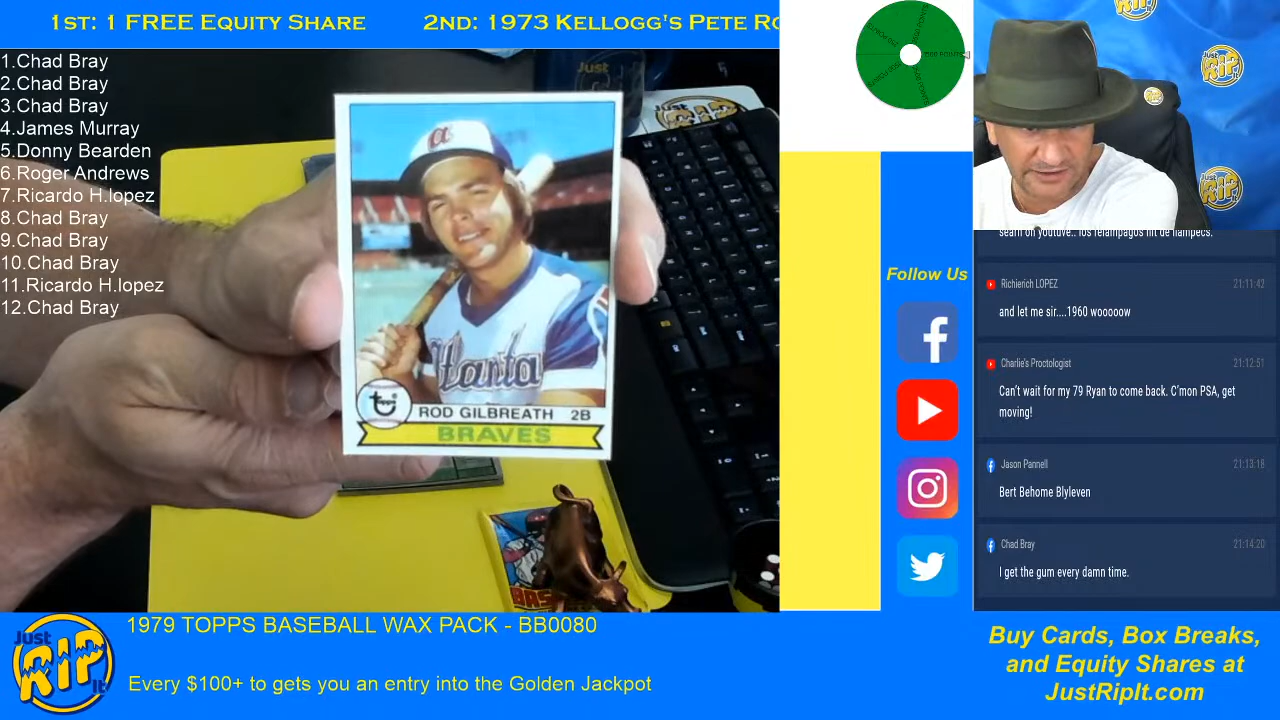 1st: 1 FREE Equity Share 2nd: 1973 Kellogg's Pete Ro
1.Chad Bray
2.Chad Bray
3.Chad Bray
4.James Murray
5.Donny Bearden
6.Roger Andrews
7.Ricardo H.lopez
8.Chad Bray
9.Chad Bray
10.Chad Bray
11.Ricardo H.lopez
12.Chad Bray
Just
a
Atlanta
Topps
ROD GILBREATH 2B
BRAVES
Follow Us
Richierich LOPEZ 21:11:42
and let me sir....1960 wooooow
Charlie's Proctologist 21:12:51
Can't wait for my 79 Ryan to come back. C'mon PSA, get
moving!
Jason Pannell 21:13:18
Bert Behome Blyleven
Chad Bray 21:14:20
I get the gum every damn time.
Just
RIP
It
1979 TOPPS BASEBALL WAX PACK - BB0080
Every $100+ to gets you an entry into the Golden Jackpot
Buy Cards, Box Breaks,
and Equity Shares at
JustRipIt.com